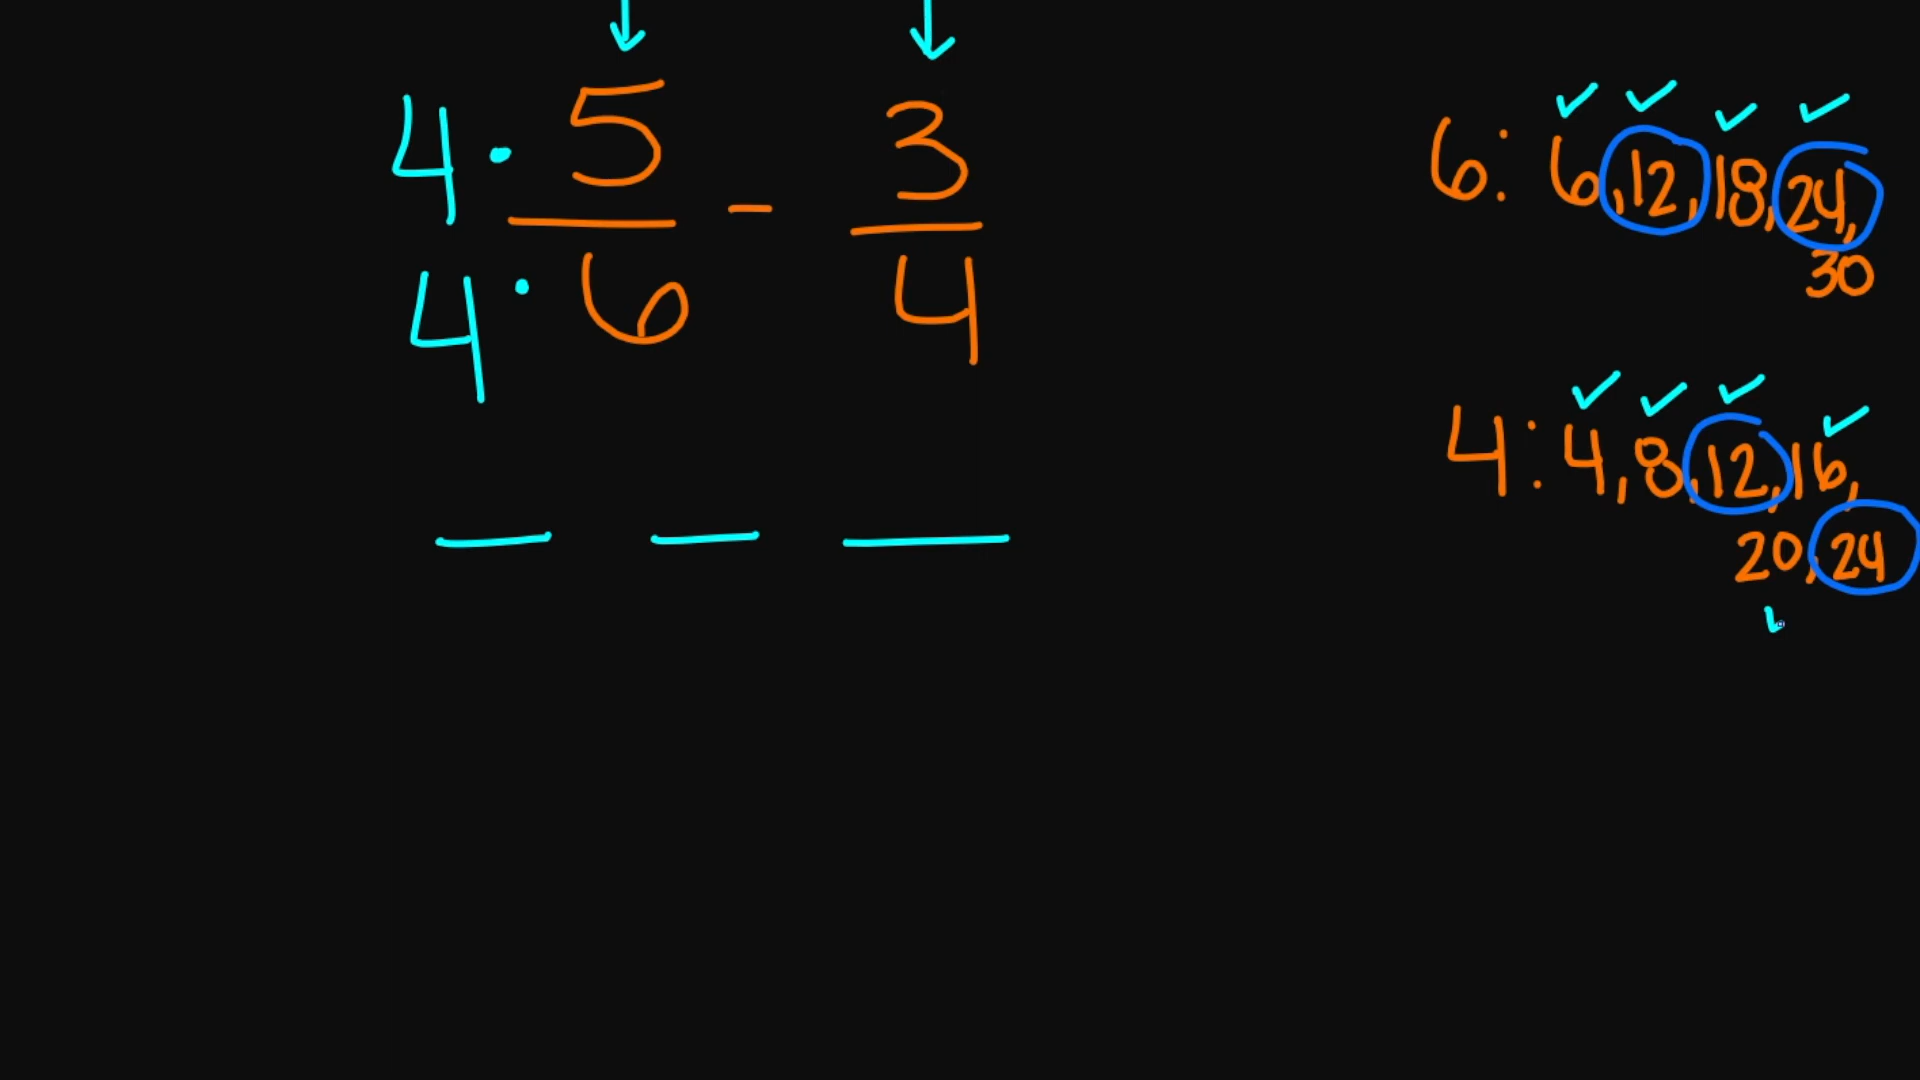 4 · 5/6 - 3/4
4 ·
6: 6, 12, 18, 24,
30
4: 4, 8, 12, 16,
20, 24